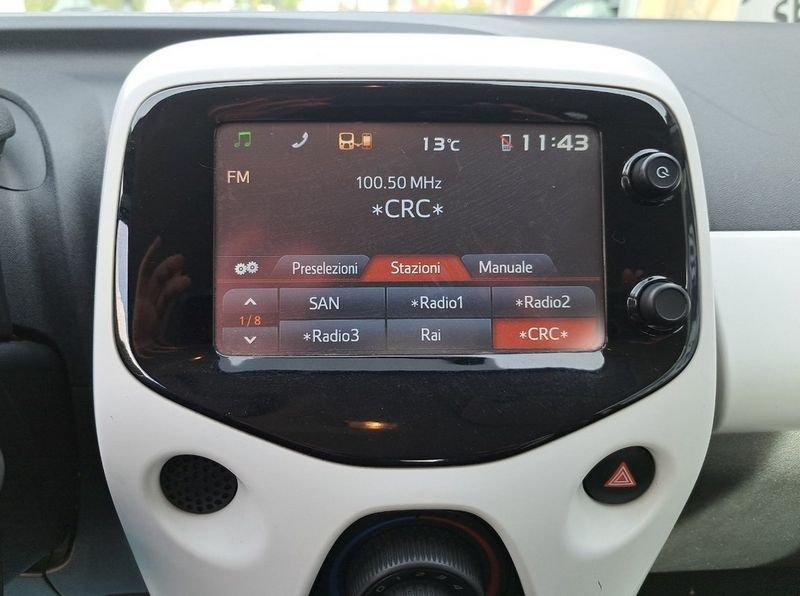 13°C 11:43
FM
100.50 MHz
*CRC*
Preselezioni Stazioni Manuale
SAN *Radio1 *Radio2
1/8
*Radio3 Rai *CRC*